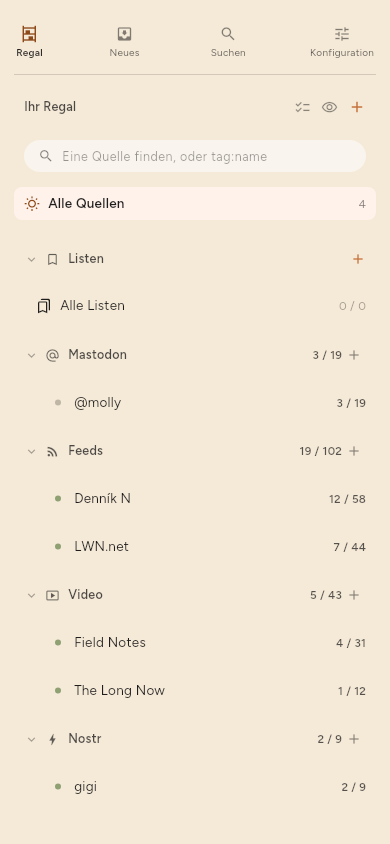 Regal
Neues
Suchen
Konfiguration
Ihr Regal
Eine Quelle finden, oder tag:name
Alle Quellen 4
Listen
Alle Listen 0 / 0
Mastodon 3 / 19
@molly 3 / 19
Feeds 19 / 102
Denník N 12 / 58
LWN.net 7 / 44
Video 5 / 43
Field Notes 4 / 31
The Long Now 1 / 12
Nostr 2 / 9
gigi 2 / 9